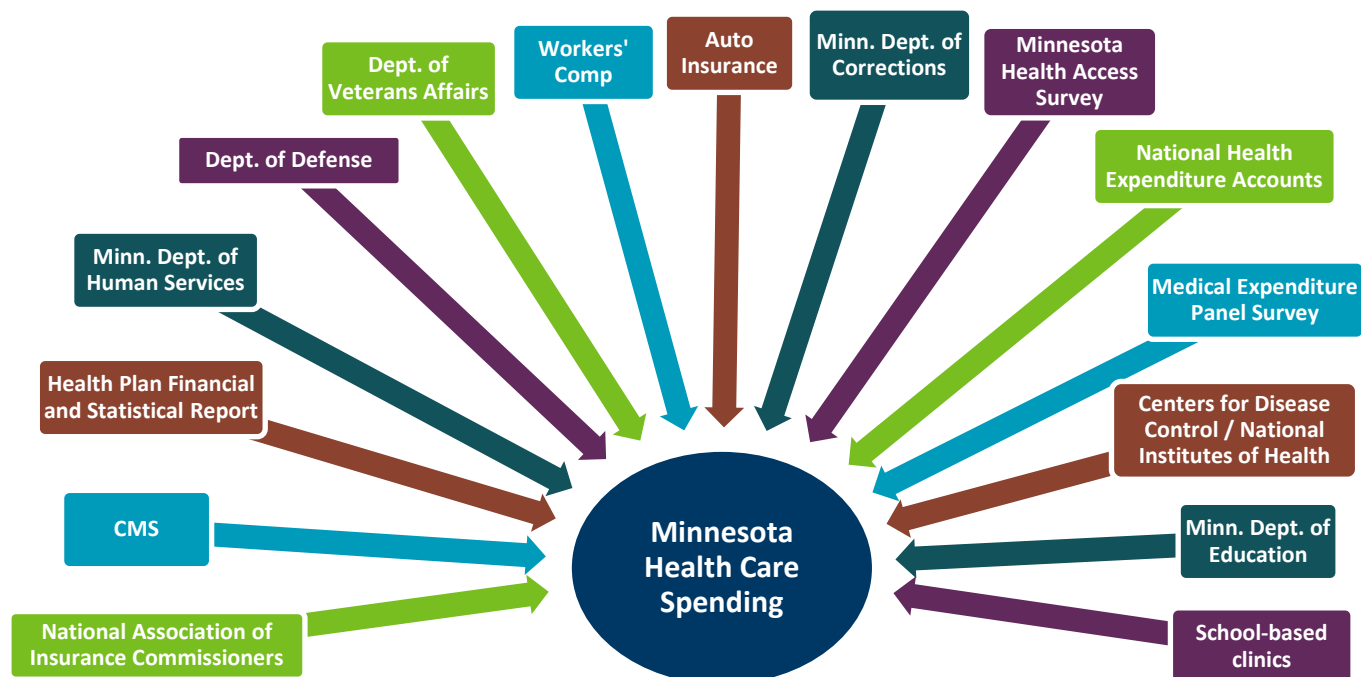 Workers'
Comp
Auto
Insurance
Minn. Dept. of
Corrections
Minnesota
Health Access
Survey
Dept. of
Veterans Affairs
Dept. of Defense
National Health
Expenditure Accounts
Minn. Dept. of
Human Services
Medical Expenditure
Panel Survey
Health Plan Financial
and Statistical Report
Centers for Disease
Control / National
Institutes of Health
CMS
Minn. Dept. of
Education
Minnesota
Health Care
Spending
National Association of
Insurance Commissioners
School-based
clinics